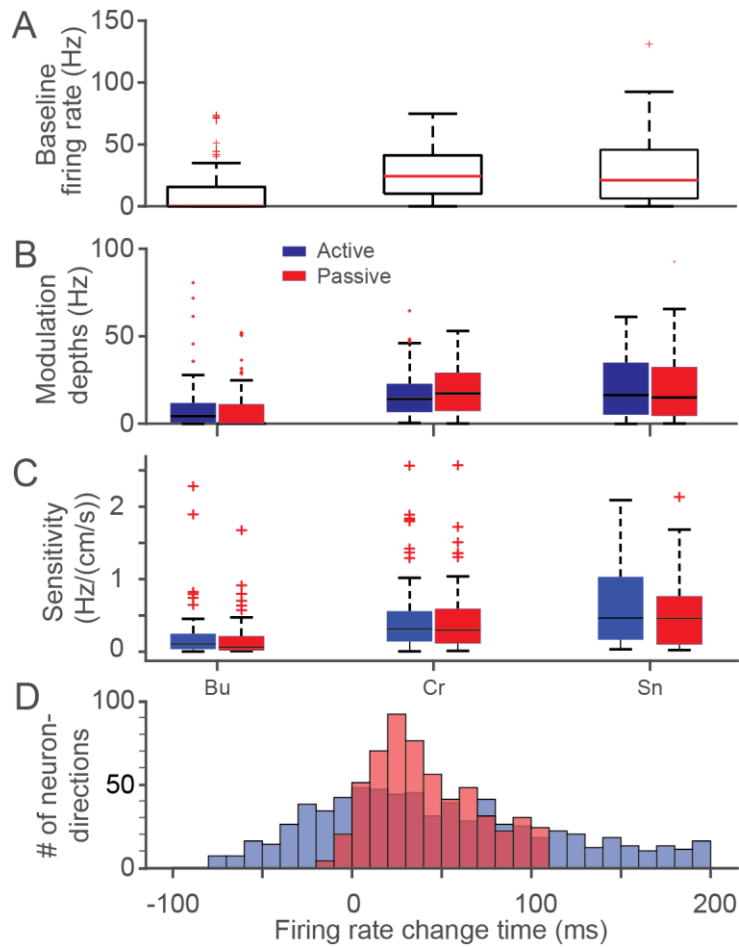 A
Baseline
firing rate (Hz)
150
100
50
0
B
Modulation
depths (Hz)
100
50
0
Active
Passive
C
Sensitivity
(Hz/(cm/s))
2
1
0
Bu Cr Sn
D
# of neuron-
directions
100
50
0
-100 0 100 200
Firing rate change time (ms)